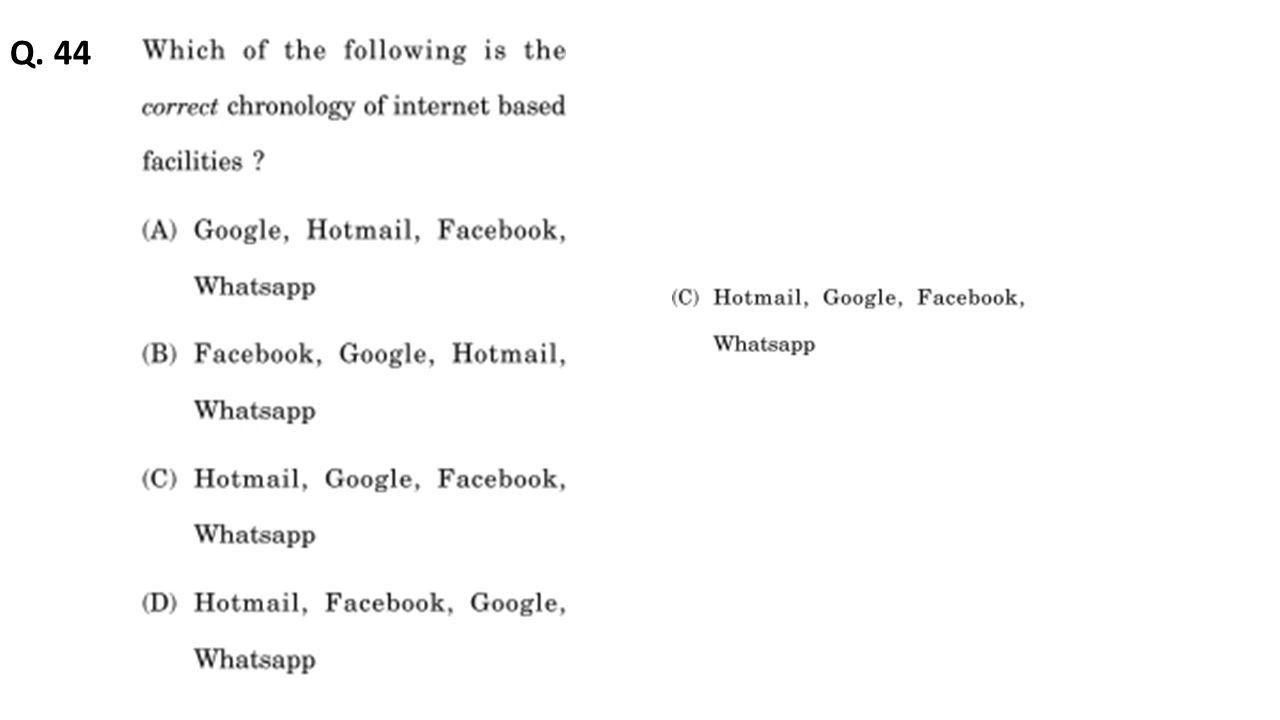 Q. 44
Which of the following is the
correct chronology of internet based
facilities ?
(A) Google, Hotmail, Facebook,
Whatsapp
(B) Facebook, Google, Hotmail,
Whatsapp
(C) Hotmail, Google, Facebook,
Whatsapp
(D) Hotmail, Facebook, Google,
Whatsapp
(C) Hotmail, Google, Facebook,
Whatsapp